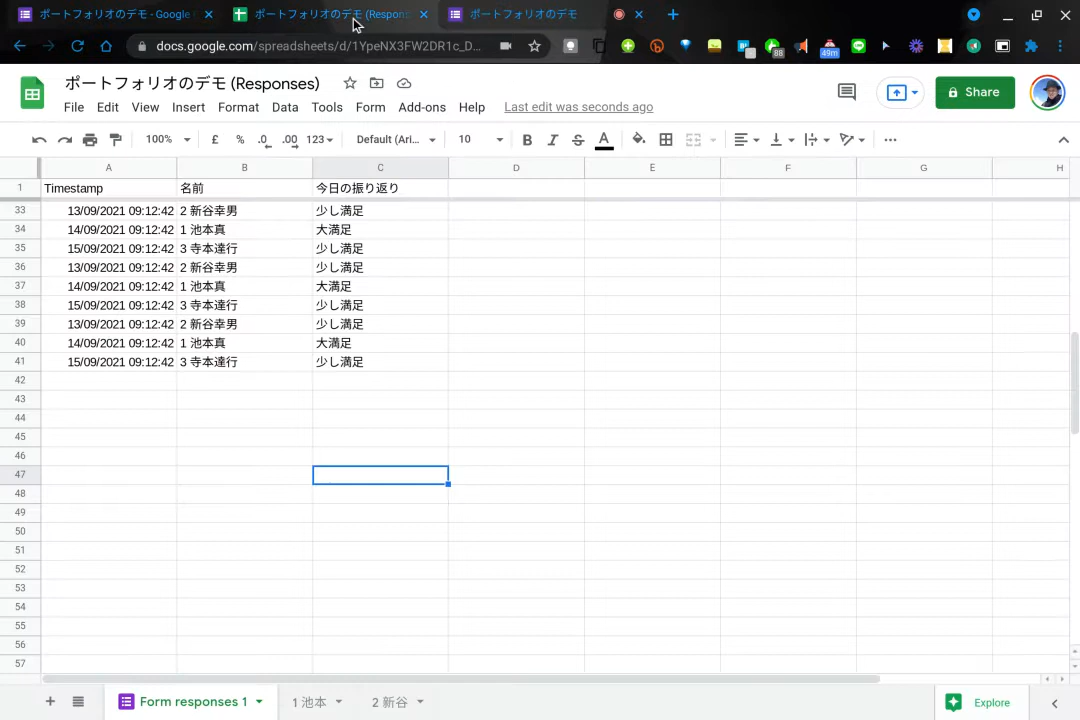 ポートフォリオのデモ - Google
ポートフォリオのデモ (Respons
ポートフォリオのデモ
docs.google.com/spreadsheets/d/1YpeNX3FW2DR1c_D...
88
49m
ポートフォリオのデモ (Responses)
File Edit View Insert Format Data Tools Form Add-ons Help Last edit was seconds ago
Share
100% £ % .0 .00 123 Default (Ari... 10 B I S A
A B C D E F G H
1 Timestamp 名前 今日の振り返り
33 13/09/2021 09:12:42 2 新谷幸男 少し満足
34 14/09/2021 09:12:42 1 池本真 大満足
35 15/09/2021 09:12:42 3 寺本達行 少し満足
36 13/09/2021 09:12:42 2 新谷幸男 少し満足
37 14/09/2021 09:12:42 1 池本真 大満足
38 15/09/2021 09:12:42 3 寺本達行 少し満足
39 13/09/2021 09:12:42 2 新谷幸男 少し満足
40 14/09/2021 09:12:42 1 池本真 大満足
41 15/09/2021 09:12:42 3 寺本達行 少し満足
42
43
44
45
46
47
48
49
50
51
52
53
54
55
56
57
Form responses 1 1 池本 2 新谷 Explore